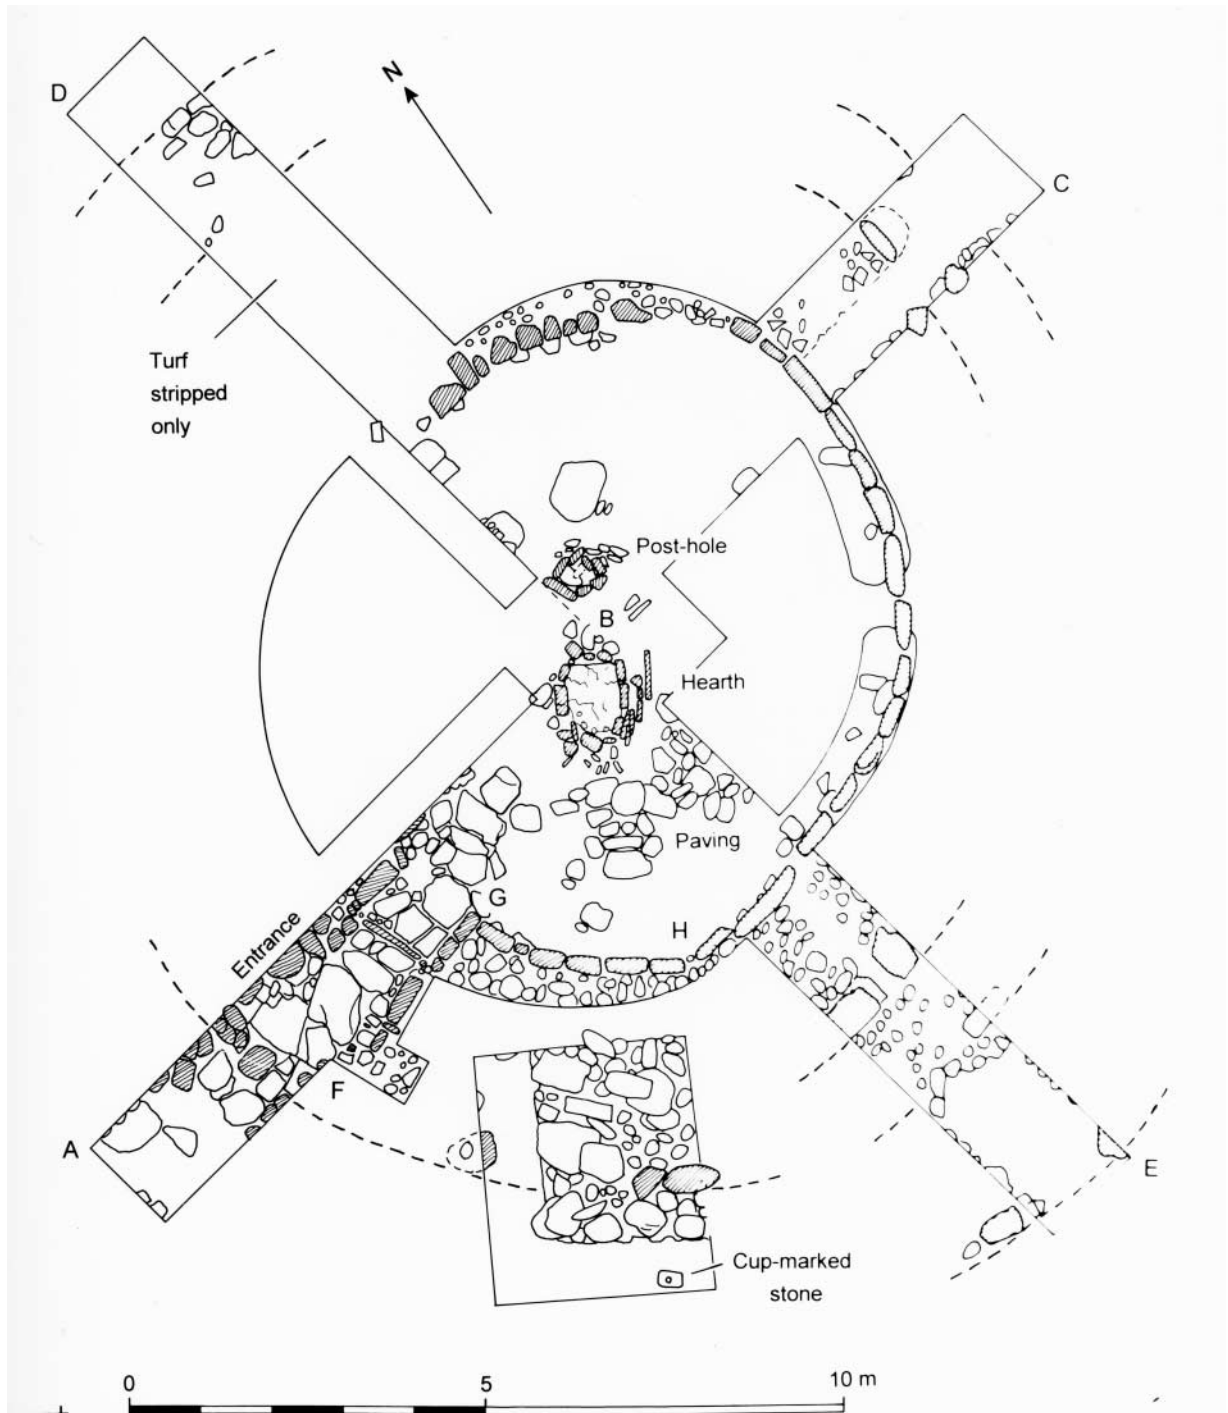 N
D
C
Turf
stripped
only
Post-hole
B
Hearth
Paving
G
H
Entrance
F
A
E
Cup-marked
stone
0 5 10 m